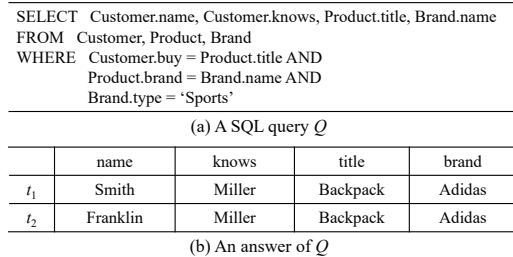 SELECT Customer.name, Customer.knows, Product.title, Brand.name
FROM Customer, Product, Brand
WHERE Customer.buy = Product.title AND
Product.brand = Brand.name AND
Brand.type = ‘Sports’
(a) A SQL query Q
name knows title brand
t1 Smith Miller Backpack Adidas
t2 Franklin Miller Backpack Adidas
(b) An answer of Q